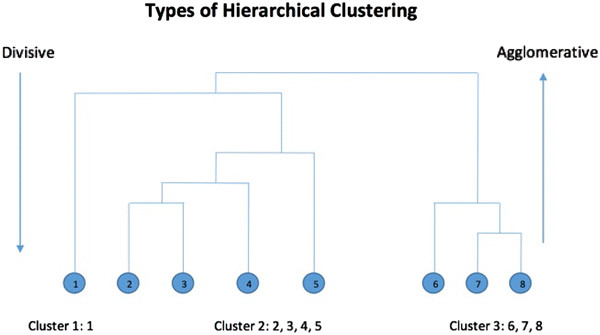 Types of Hierarchical Clustering
Divisive
Agglomerative
1
2
3
4
5
6
7
8
Cluster 1: 1
Cluster 2: 2, 3, 4, 5
Cluster 3: 6, 7, 8